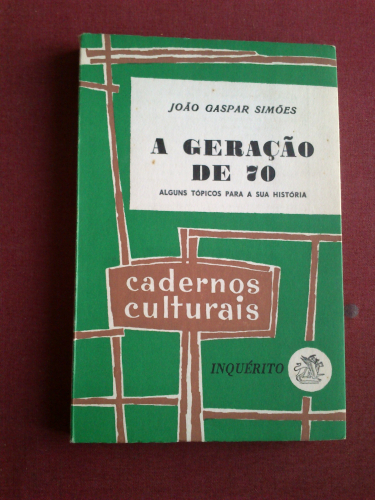 JOÃO GASPAR SIMÕES
A GERAÇÃO
DE 70
ALGUNS TÓPICOS PARA A SUA HISTÓRIA
cadernos
culturais
INQUÉRITO